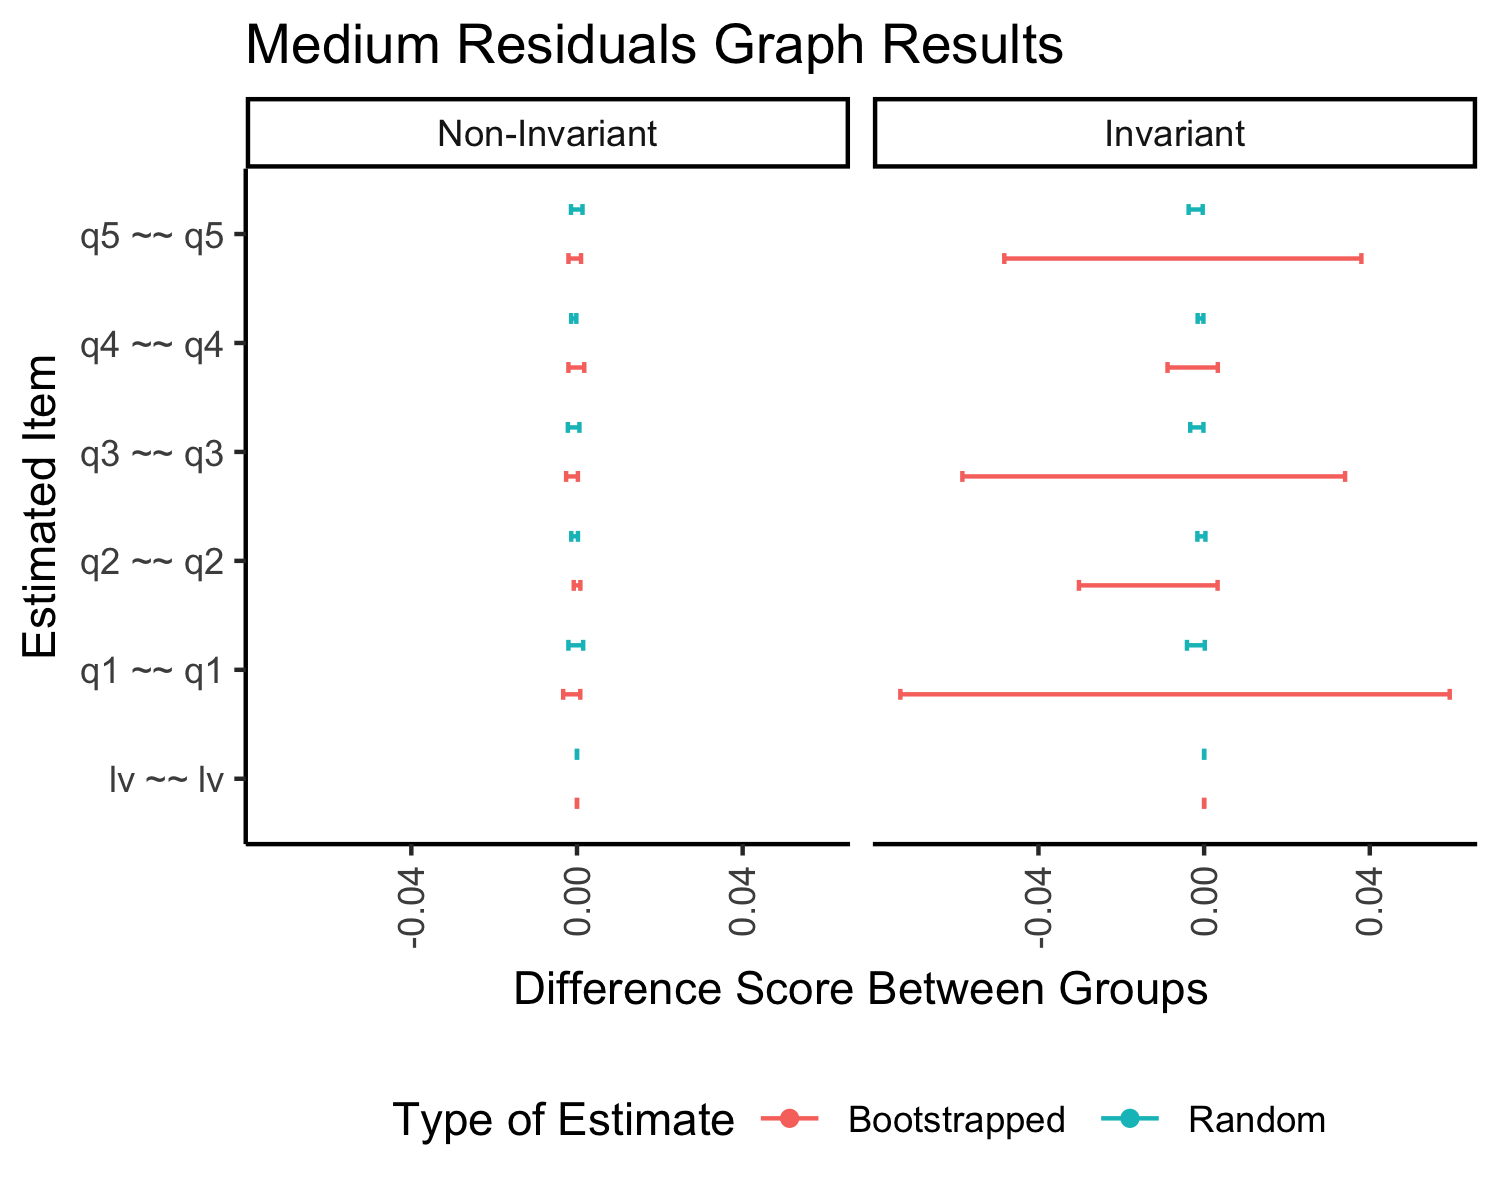 Medium Residuals Graph Results
Non-Invariant
Invariant
Estimated Item
q5 ~~ q5
q4 ~~ q4
q3 ~~ q3
q2 ~~ q2
q1 ~~ q1
lv ~~ lv
-0.04 0.00 0.04
-0.04 0.00 0.04
Difference Score Between Groups
Type of Estimate Bootstrapped Random